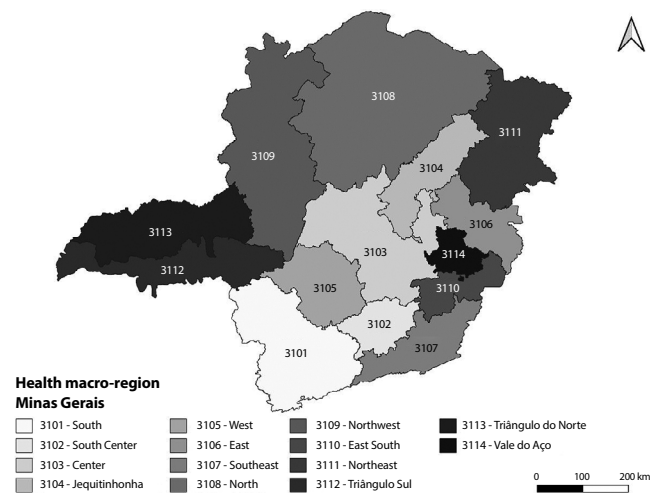 3108
3111
3104
3109
3106
3113
3103
3114
3112
3110
3105
3102
3107
3101
Health macro-region
Minas Gerais
3101 - South
3105 - West
3109 - Northwest
3113 - Triângulo do Norte
3102 - South Center
3106 - East
3110 - East South
3114 - Vale do Aço
3103 - Center
3107 - Southeast
3111 - Northeast
3104 - Jequitinhonha
3108 - North
3112 - Triângulo Sul
0 100 200 km